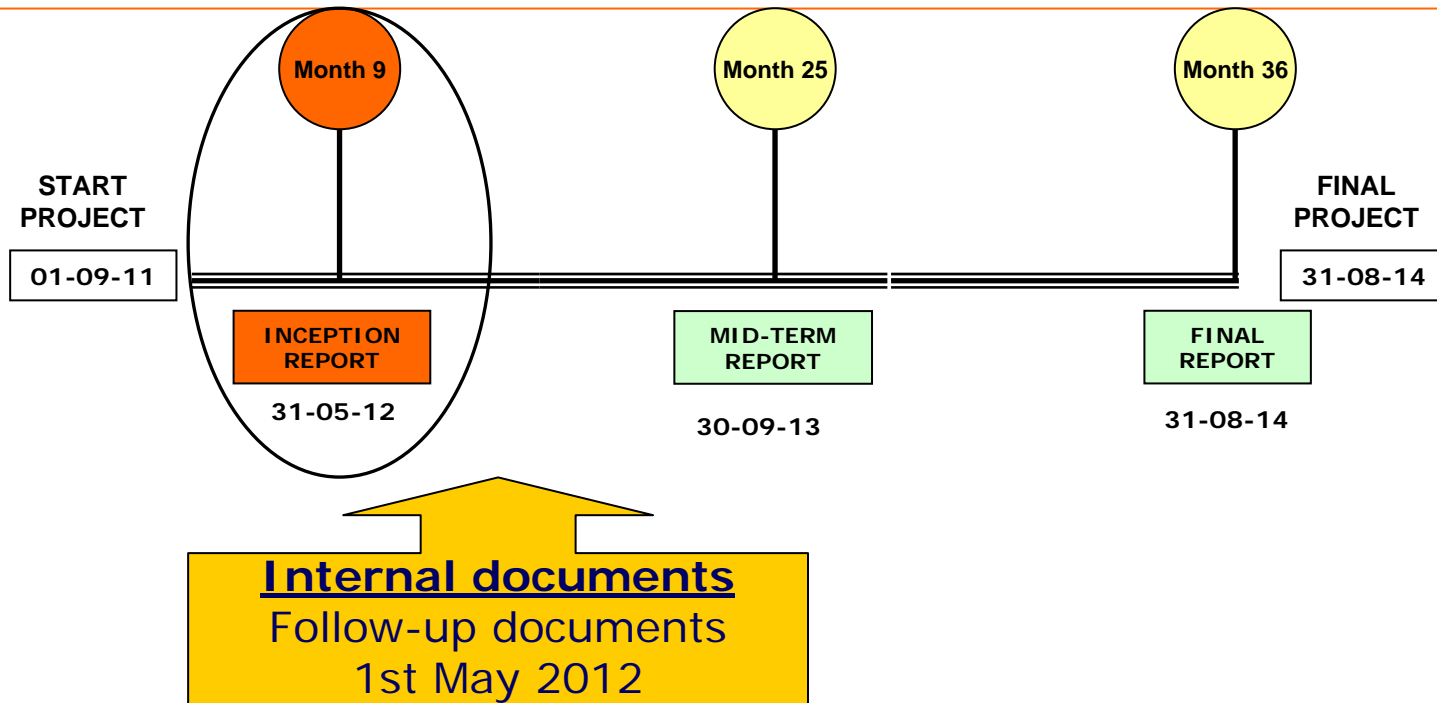 Month 9
Month 25
Month 36
START
PROJECT
01-09-11
FINAL
PROJECT
31-08-14
INCEPTION
REPORT
31-05-12
MID-TERM
REPORT
30-09-13
FINAL
REPORT
31-08-14
Internal documents
Follow-up documents
1st May 2012